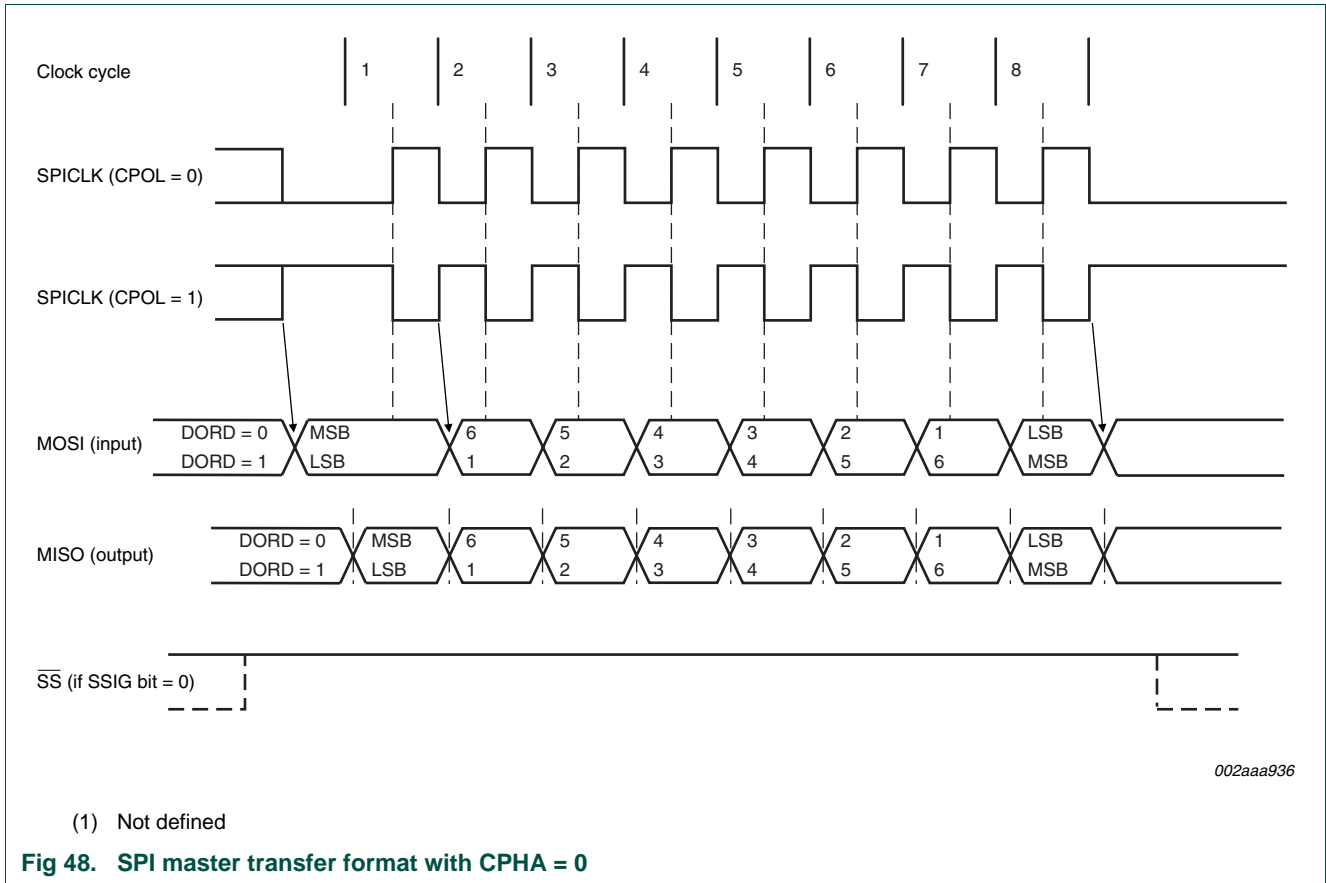 Clock cycle 1 2 3 4 5 6 7 8
SPICLK (CPOL = 0)
SPICLK (CPOL = 1)
MOSI (input) DORD = 0 MSB 6 5 4 3 2 1 LSB
DORD = 1 LSB 1 2 3 4 5 6 MSB
MISO (output) DORD = 0 MSB 6 5 4 3 2 1 LSB
DORD = 1 LSB 1 2 3 4 5 6 MSB
S̅S̅ (if SSIG bit = 0)
002aaa936
(1) Not defined
Fig 48. SPI master transfer format with CPHA = 0